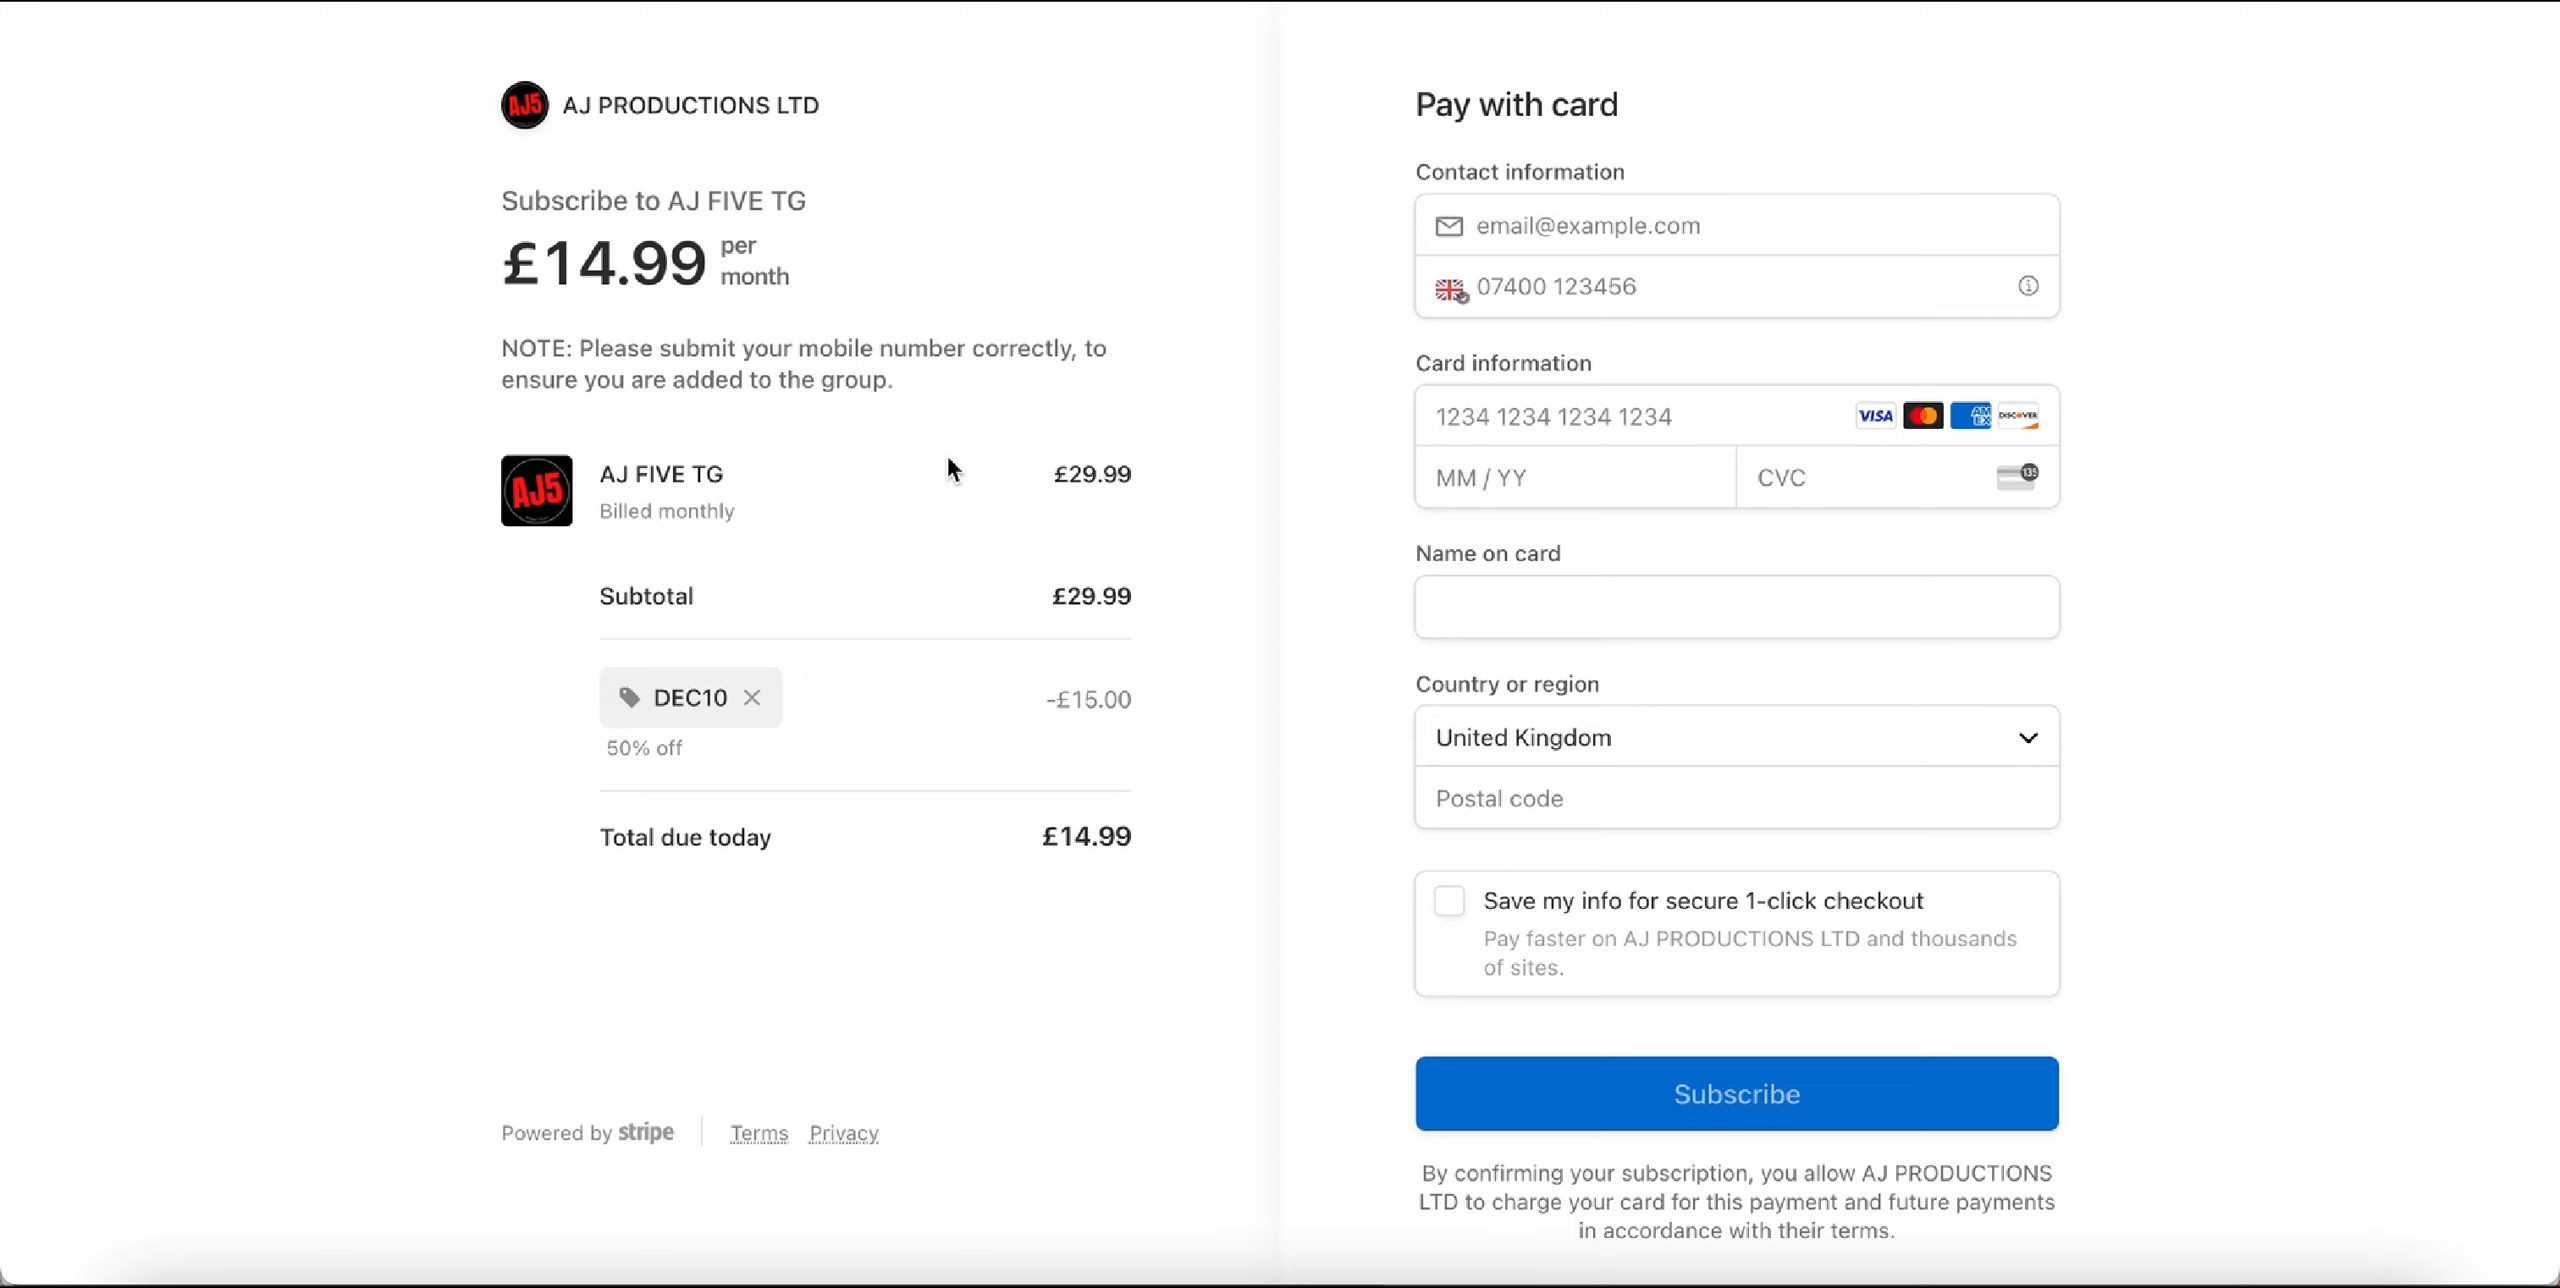 AJ5 AJ PRODUCTIONS LTD
Subscribe to AJ FIVE TG
£14.99 per month
NOTE: Please submit your mobile number correctly, to
ensure you are added to the group.
AJ5
AJ FIVE TG £29.99
Billed monthly
Subtotal £29.99
DEC10 -£15.00
50% off
Total due today £14.99
Powered by stripe Terms Privacy
Pay with card
Contact information
email@example.com
07400 123456
Card information
1234 1234 1234 1234 VISA AMEX DISCOVER
MM / YY CVC 135
Name on card
Country or region
United Kingdom
Postal code
Save my info for secure 1-click checkout
Pay faster on AJ PRODUCTIONS LTD and thousands
of sites.
Subscribe
By confirming your subscription, you allow AJ PRODUCTIONS
LTD to charge your card for this payment and future payments
in accordance with their terms.